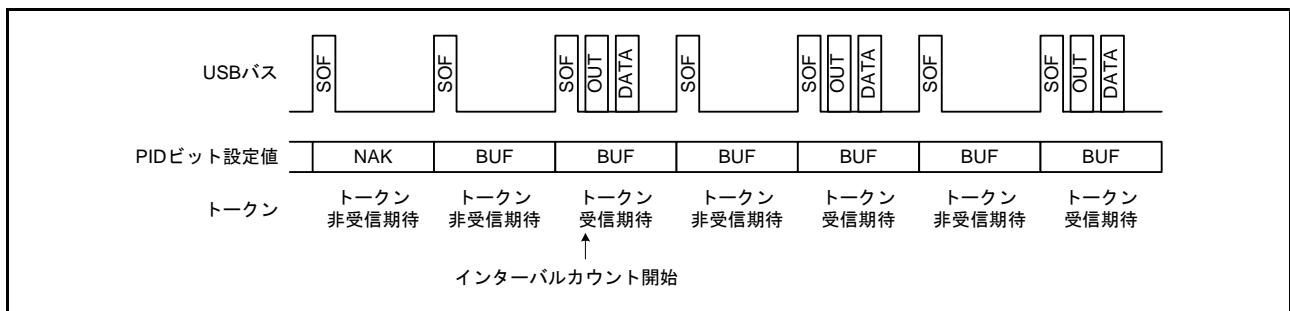 USBバス SOF SOF SOF OUT DATA SOF SOF OUT DATA SOF SOF OUT DATA
PIDビット設定値 NAK BUF BUF BUF BUF BUF BUF
トークン トークン 非受信期待 トークン 非受信期待 トークン 受信期待 トークン 非受信期待 トークン 受信期待 トークン 非受信期待 トークン 受信期待
インターバルカウント開始